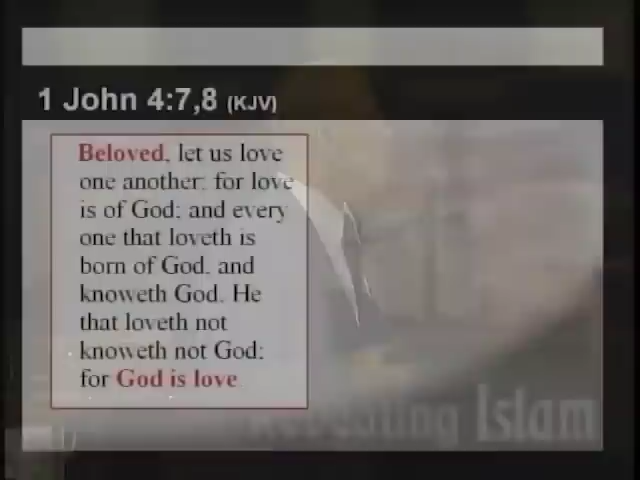 1 John 4:7,8 (KJV)
Beloved, let us love
one another: for love
is of God: and every
one that loveth is
born of God. and
knoweth God. He
that loveth not
knoweth not God:
for God is love
Islam